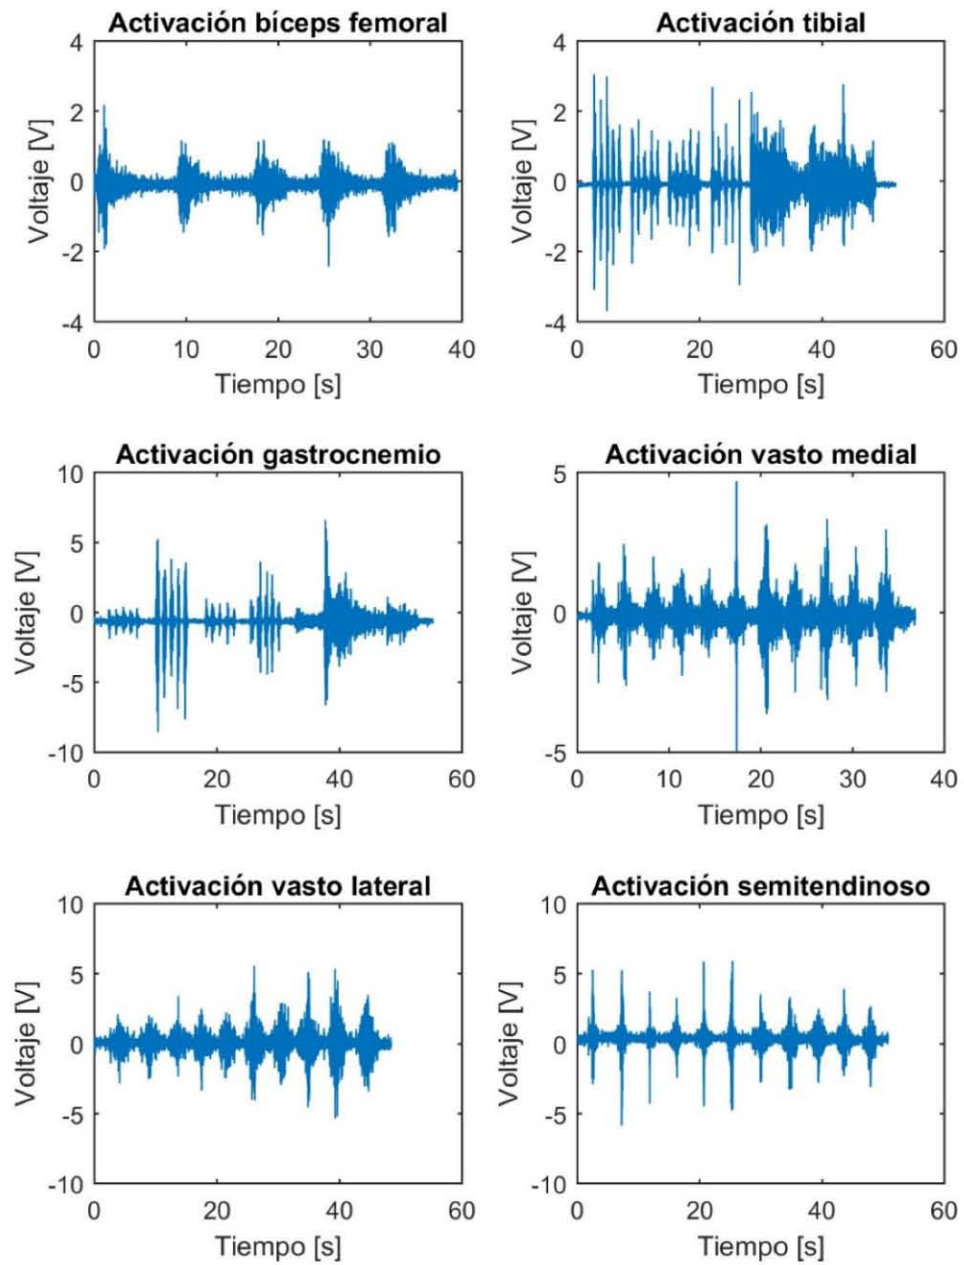 Activación bíceps femoral
4
2
0
-2
-4
Voltaje [V]
0 10 20 30 40
Tiempo [s]
Activación tibial
4
2
0
-2
-4
Voltaje [V]
0 20 40 60
Tiempo [s]
Activación gastrocnemio
10
5
0
-5
-10
Voltaje [V]
0 20 40 60
Tiempo [s]
Activación vasto medial
5
0
-5
Voltaje [V]
0 10 20 30 40
Tiempo [s]
Activación vasto lateral
10
5
0
-5
-10
Voltaje [V]
0 20 40 60
Tiempo [s]
Activación semitendinoso
10
5
0
-5
-10
Voltaje [V]
0 20 40 60
Tiempo [s]